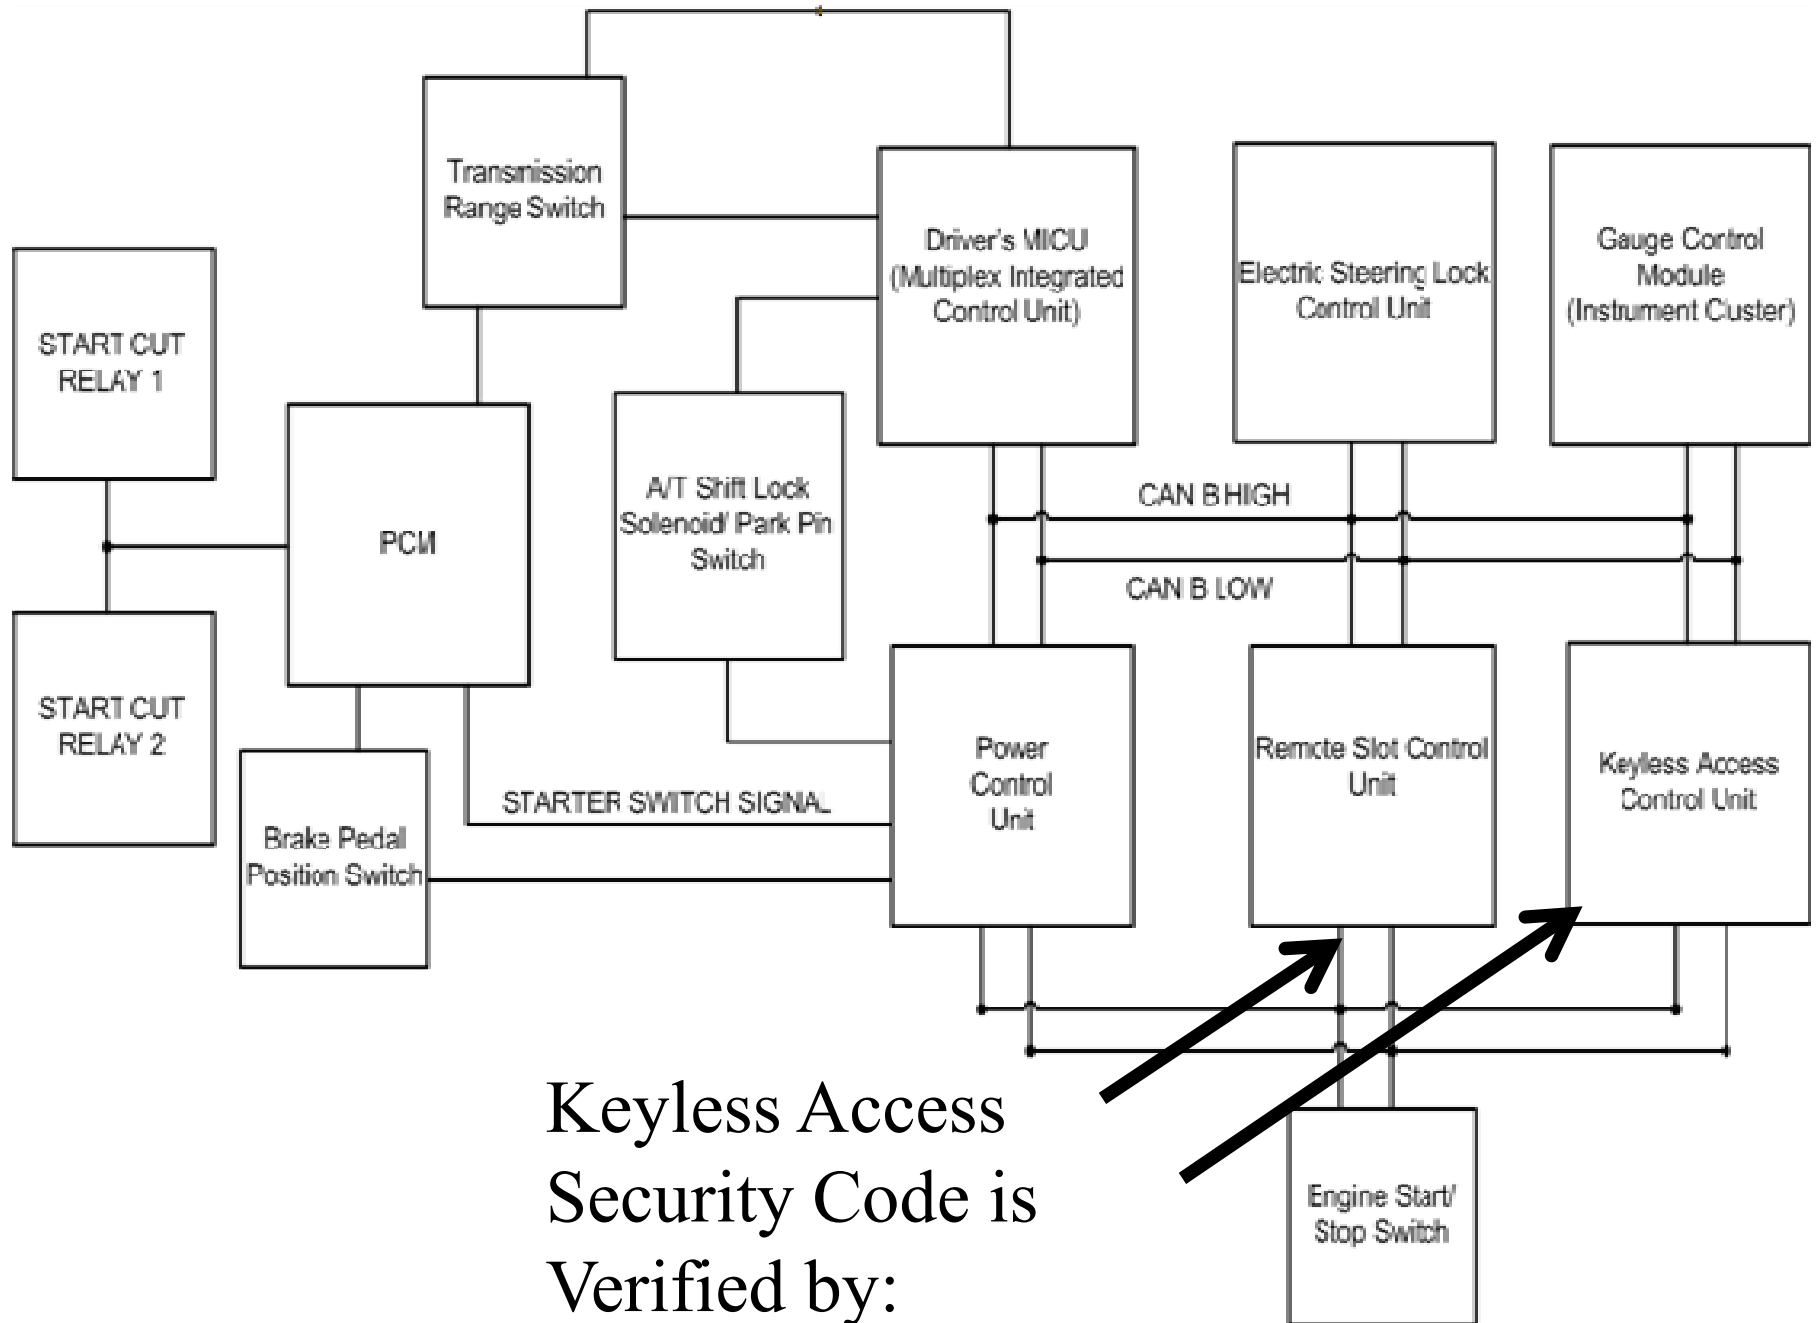 Transmission
Range Switch
Driver's MICU
(Multiplex Integrated
Control Unit)
Electric Steering Lock
Control Unit
Gauge Control
Module
(Instrument Custer)
START CUT
RELAY 1
PCM
A/T Shift Lock
Solenoid/ Park Pin
Switch
CAN B HIGH
CAN B LOW
START CUT
RELAY 2
Brake Pedal
Position Switch
STARTER SWITCH SIGNAL
Power
Control
Unit
Remote Slot Control
Unit
Keyless Access
Control Unit
Keyless Access
Security Code is
Verified by:
Engine Start/
Stop Switch